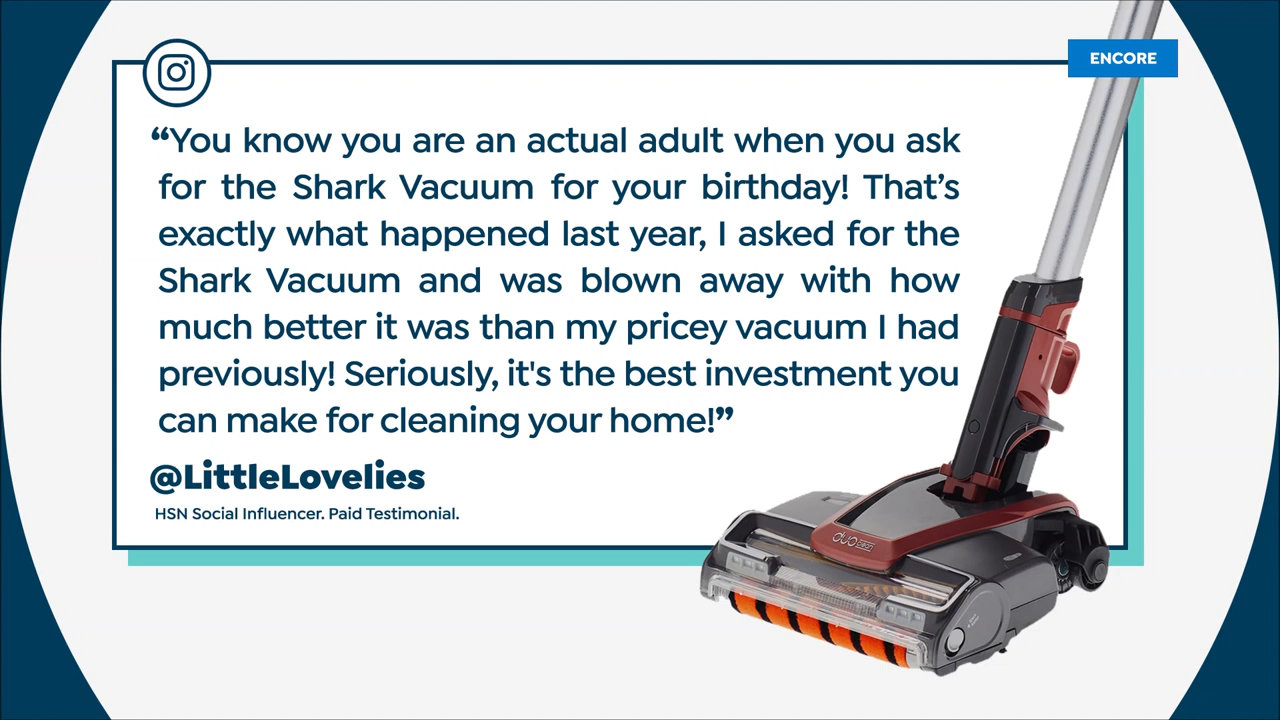 ENCORE
“You know you are an actual adult when you ask
for the Shark Vacuum for your birthday! That’s
exactly what happened last year, I asked for the
Shark Vacuum and was blown away with how
much better it was than my pricey vacuum I had
previously! Seriously, it's the best investment you
can make for cleaning your home!”
@LittleLovelies
HSN Social Influencer. Paid Testimonial.
duo clean